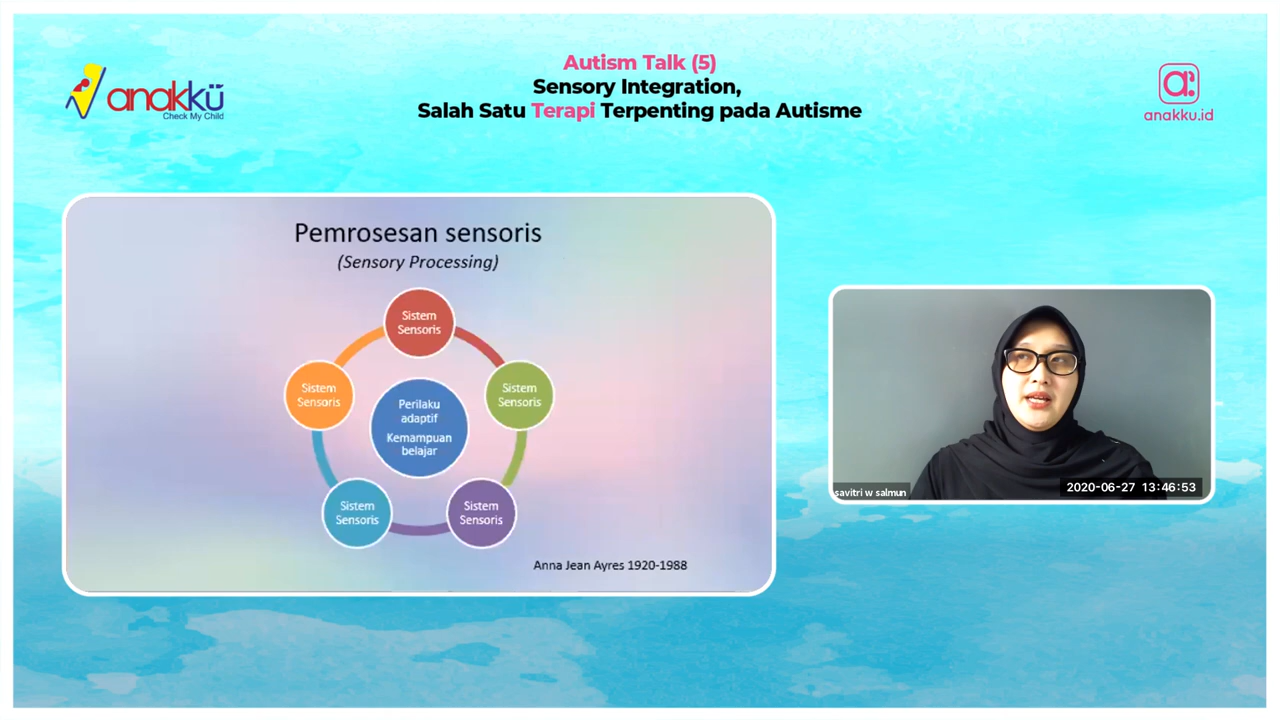 Autism Talk (5)
Sensory Integration,
Salah Satu Terapi Terpenting pada Autisme
anakkü
Check My Child
anakku.id
Pemrosesan sensoris
(Sensory Processing)
Sistem
Sensoris
Sistem
Sensoris
Sistem
Sensoris
Perilaku
adaptif
Kemampuan
belajar
Sistem
Sensoris
Sistem
Sensoris
Anna Jean Ayres 1920-1988
savitri w salmun
2020-06-27 13:46:53